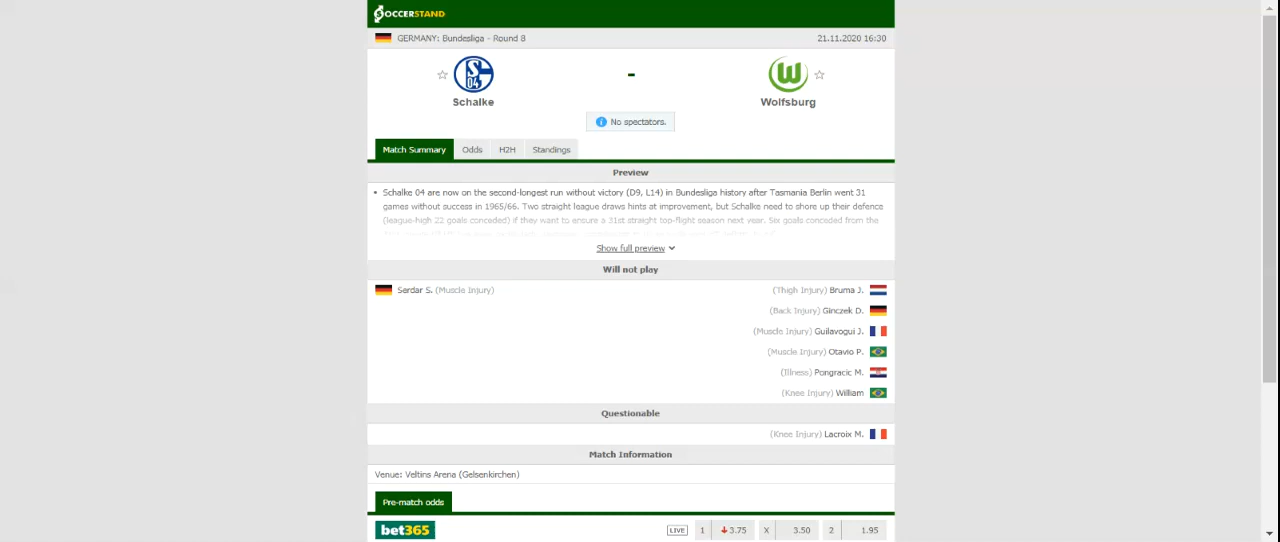 SOCCERSTAND
GERMANY: Bundesliga - Round 8 21.11.2020 16:30
Schalke - Wolfsburg
No spectators.
Match Summary Odds H2H Standings
Preview
• Schalke 04 are now on the second-longest run without victory (D9, L14) in Bundesliga history after Tasmania Berlin went 31
games without success in 1965/66. Two straight league draws hints at improvement, but Schalke need to shore up their defence
(league-high 22 goals conceded) if they want to ensure a 31st straight top-flight season next year. Six goals conceded from the
Show full preview
Will not play
Serdar S. (Muscle Injury) (Thigh Injury) Bruma J.
(Back Injury) Ginczek D.
(Muscle Injury) Guilavogui J.
(Muscle Injury) Otavio P.
(Illness) Pongracic M.
(Knee Injury) William
Questionable
(Knee Injury) Lacroix M.
Match Information
Venue: Veltins Arena (Gelsenkirchen)
Pre-match odds
bet365 LIVE 1 3.75 X 3.50 2 1.95